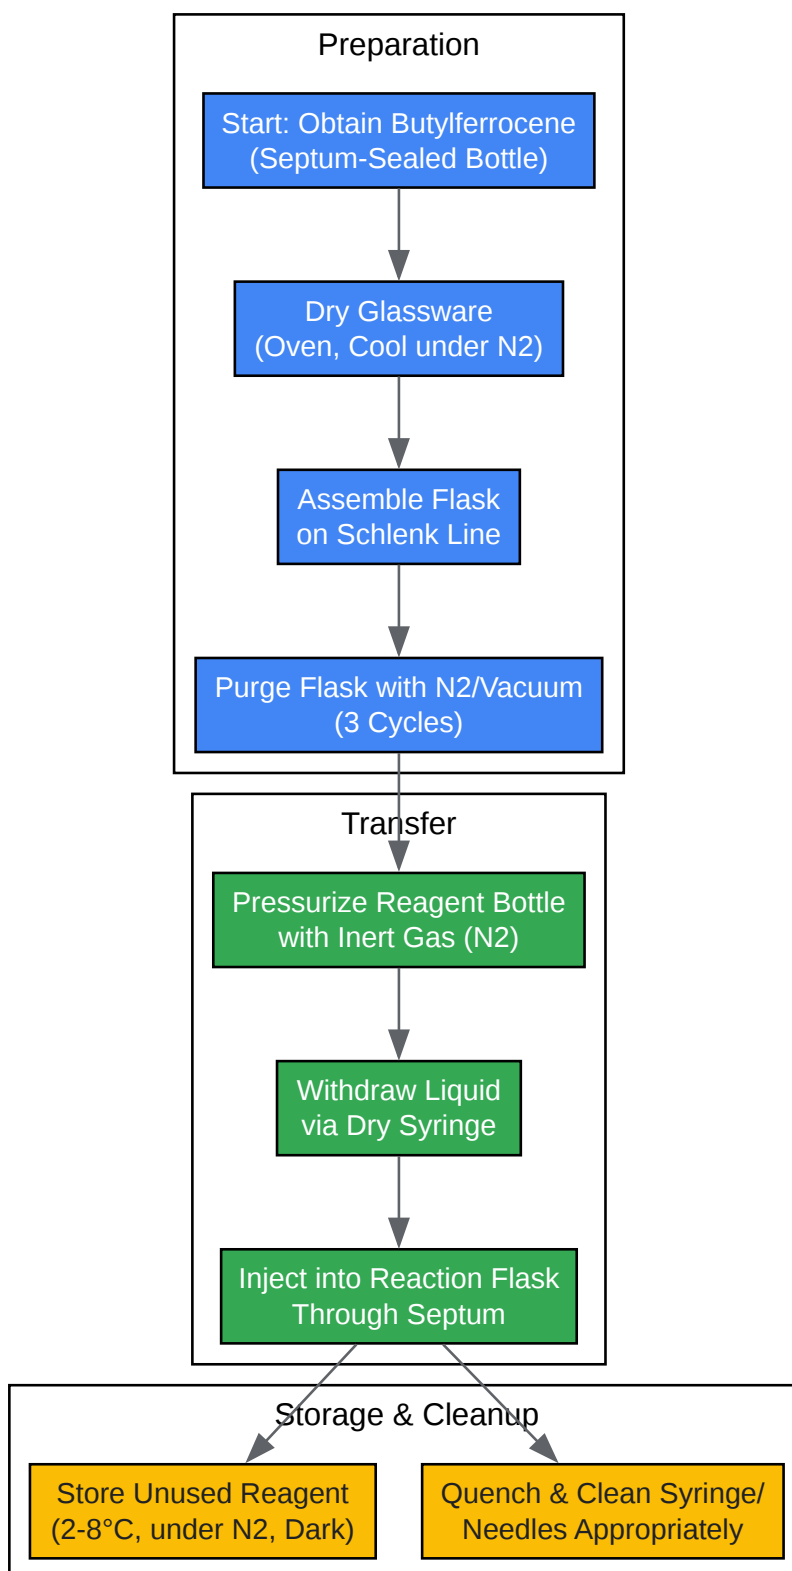 Preparation
Start: Obtain Butylferrocene
(Septum-Sealed Bottle)
Dry Glassware
(Oven, Cool under N2)
Assemble Flask
on Schlenk Line
Purge Flask with N2/Vacuum
(3 Cycles)
Transfer
Pressurize Reagent Bottle
with Inert Gas (N2)
Withdraw Liquid
via Dry Syringe
Inject into Reaction Flask
Through Septum
Storage & Cleanup
Store Unused Reagent
(2-8°C, under N2, Dark)
Quench & Clean Syringe/
Needles Appropriately